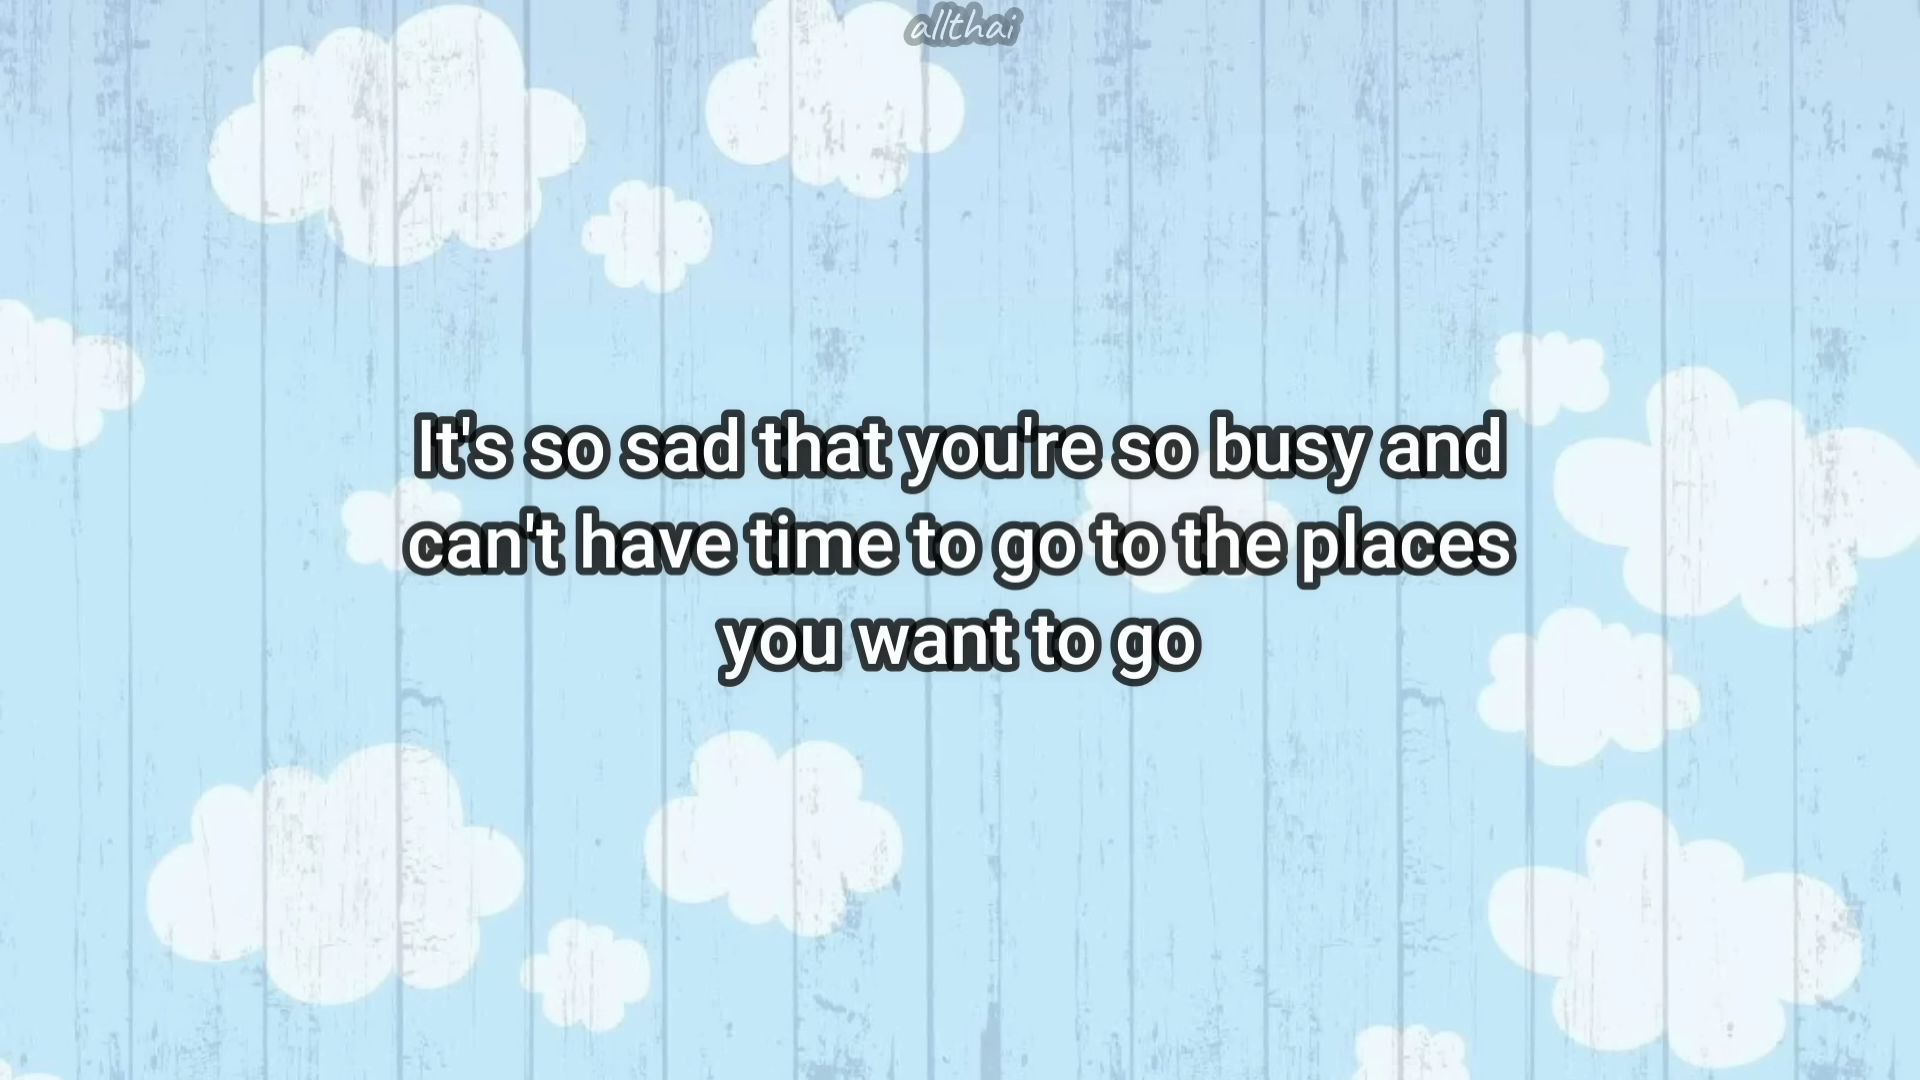 allthai
It's so sad that you're so busy and
can't have time to go to the places
you want to go